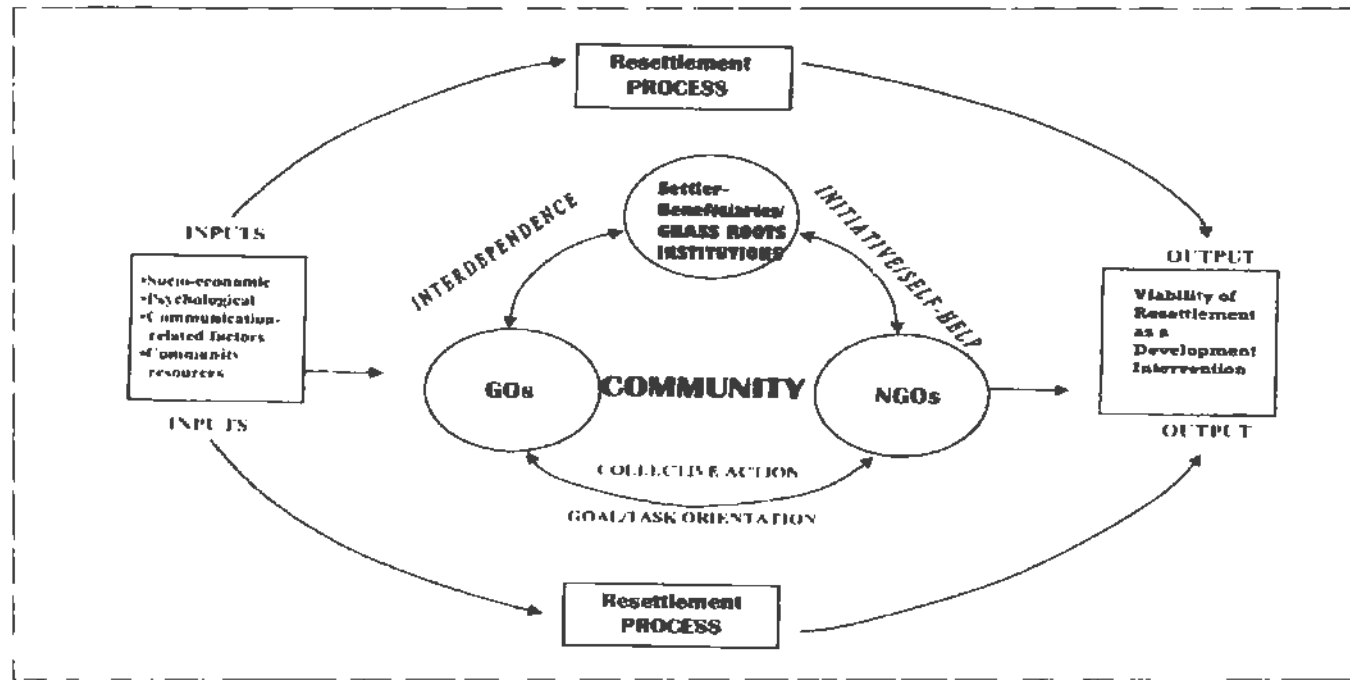 Resettlement
PROCESS
Settler-
Beneficiaries/
GRASS ROOTS
INSTITUTIONS
INTERDEPENDENCE
INITIATIVE/SELF-HELP
INPUTS
•Socio-economic
•Psychological
•Communication-
related factors
•Community
resources
INPUTS
GOs
COMMUNITY
NGOs
COLLECTIVE ACTION
GOAL/TASK ORIENTATION
OUTPUT
Viability of
Resettlement
as a
Development
Intervention
OUTPUT
Resettlement
PROCESS